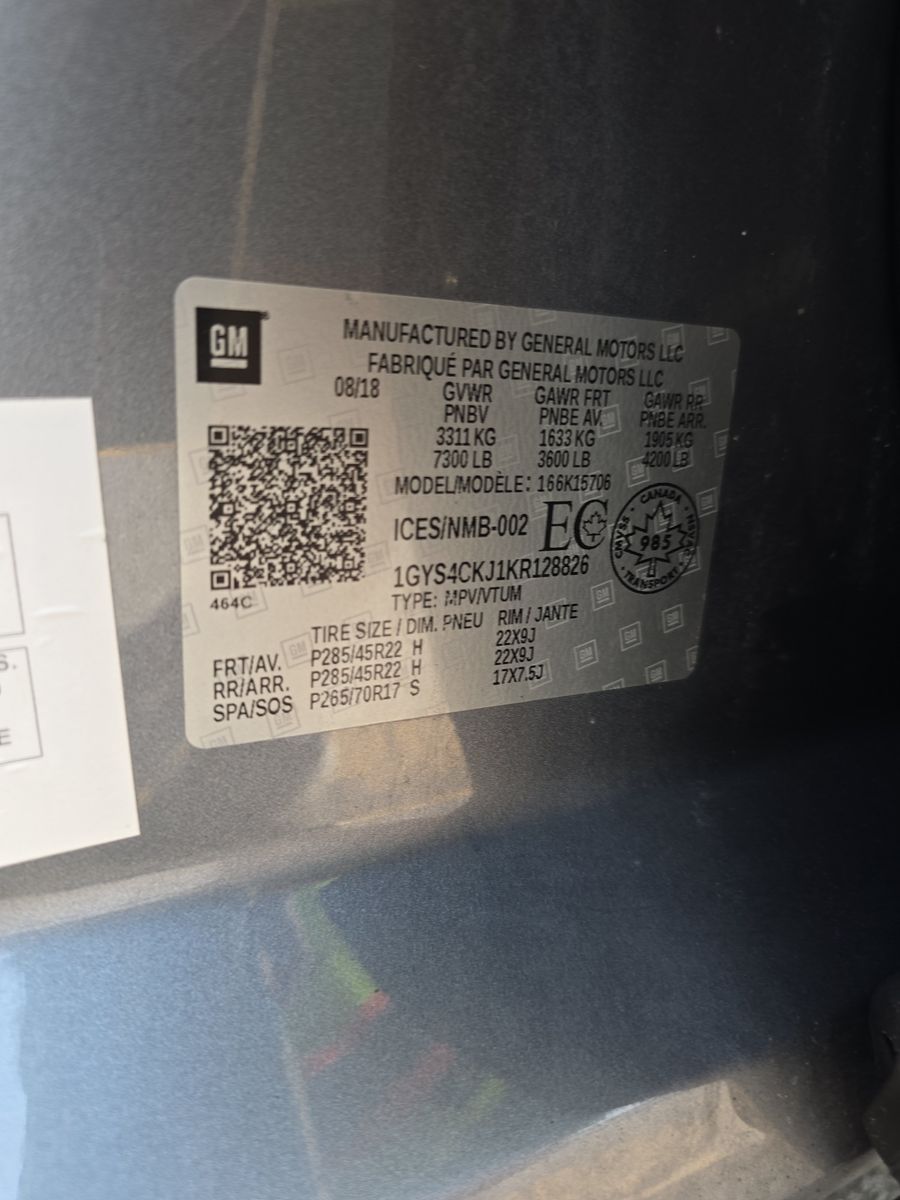 GM
MANUFACTURED BY GENERAL MOTORS LLC
FABRIQUÉ PAR GENERAL MOTORS LLC
08/18 GVWR GAWR FRT GAWR RR
PNBV PNBE AV. PNBE ARR.
3311 KG 1633 KG 1905 KG
7300 LB 3600 LB 4200 LB
MODEL/MODÈLE: 166K15706
ICES/NMB-002 EC
CANADA
CMVSS 985 NSVAC
TRANSPORT
1GYS4CKJ1KR128826
464C
TYPE: MPV/VTUM
TIRE SIZE / DIM. PNEU RIM / JANTE
FRT/AV. P285/45R22 H 22X9J
RR/ARR. P285/45R22 H 22X9J
SPA/SOS P265/70R17 S 17X7.5J
S.
E